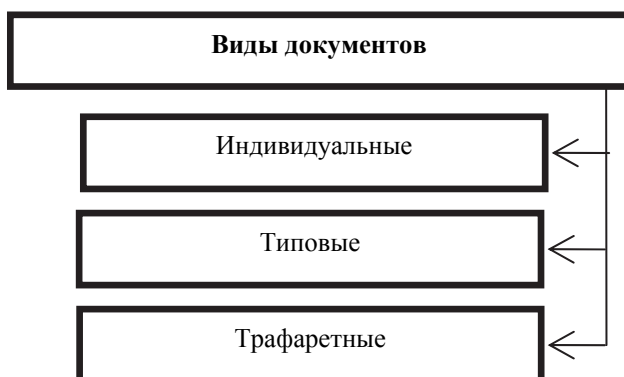 Виды документов
Индивидуальные
Типовые
Трафаретные